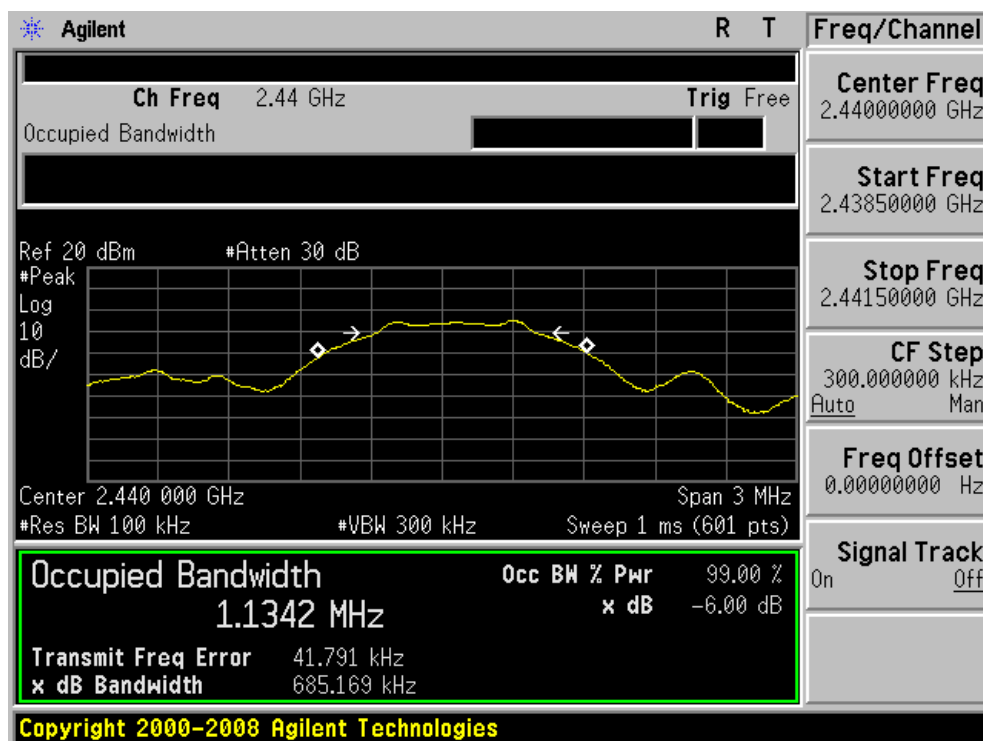 Agilent R T
Ch Freq 2.44 GHz Trig Free
Occupied Bandwidth
Ref 20 dBm #Atten 30 dB
#Peak
Log
10
dB/
Center 2.440 000 GHz Span 3 MHz
#Res BW 100 kHz #VBW 300 kHz Sweep 1 ms (601 pts)
Occupied Bandwidth Occ BW % Pwr 99.00 %
1.1342 MHz x dB -6.00 dB
Transmit Freq Error 41.791 kHz
x dB Bandwidth 685.169 kHz
Copyright 2000-2008 Agilent Technologies
Freq/Channel
Center Freq
2.44000000 GHz
Start Freq
2.43850000 GHz
Stop Freq
2.44150000 GHz
CF Step
300.000000 kHz
Auto Man
Freq Offset
0.00000000 Hz
Signal Track
On Off